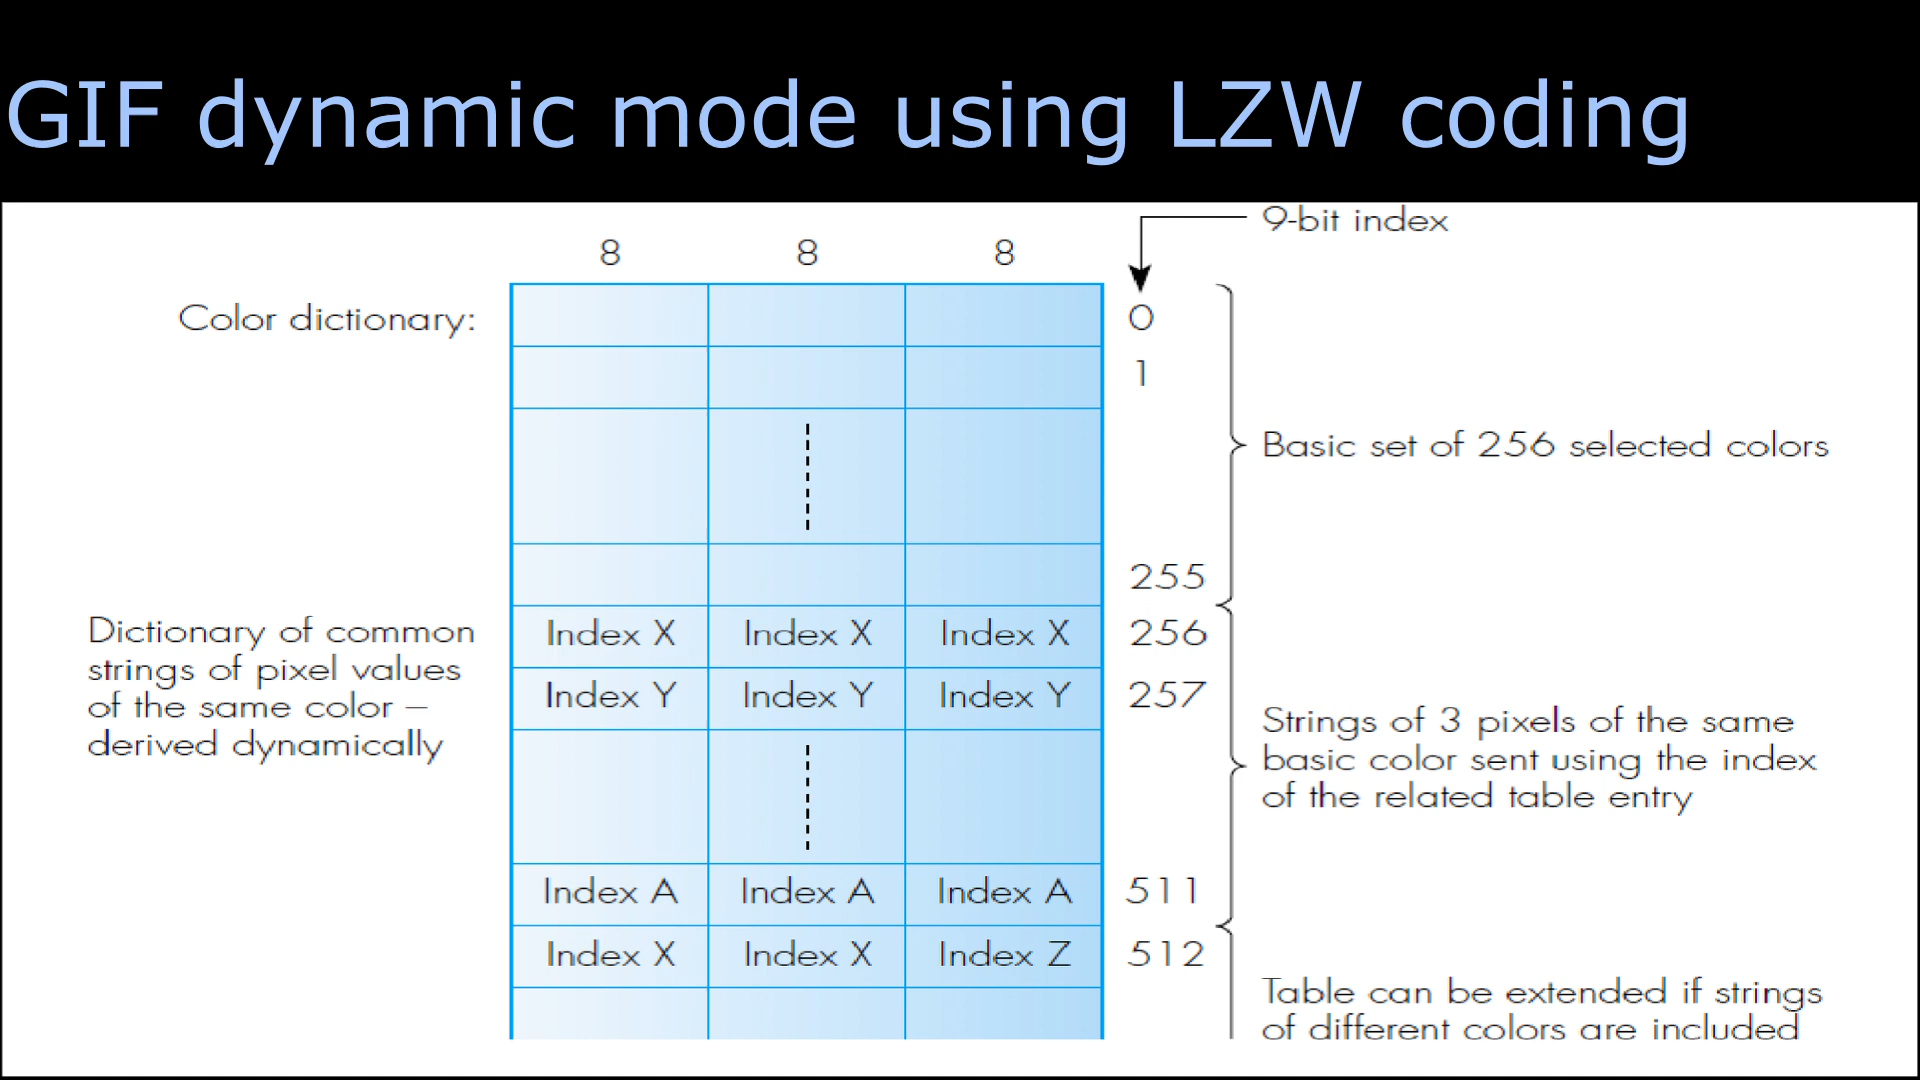 GIF dynamic mode using LZW coding
9-bit index
8 8 8
Color dictionary:
0
1
Basic set of 256 selected colors
255
Dictionary of common
strings of pixel values
of the same color –
derived dynamically
Index X Index X Index X 256
Index Y Index Y Index Y 257
Strings of 3 pixels of the same
basic color sent using the index
of the related table entry
Index A Index A Index A 511
Index X Index X Index Z 512
Table can be extended if strings
of different colors are included